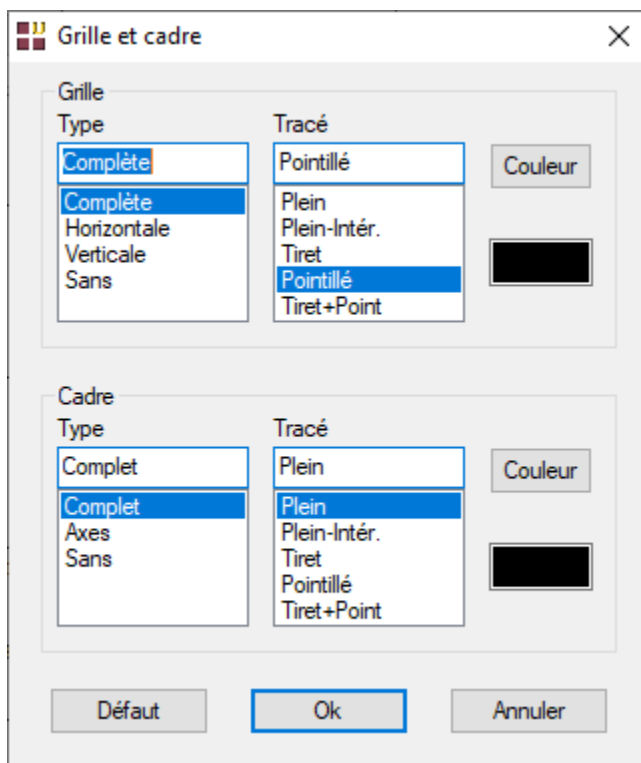 Grille et cadre
Grille
Type
Tracé
Complète
Pointillé
Couleur
Complète
Horizontale
Verticale
Sans
Plein
Plein-Intér.
Tiret
Pointillé
Tiret+Point
Cadre
Type
Tracé
Complet
Plein
Couleur
Complet
Axes
Sans
Plein
Plein-Intér.
Tiret
Pointillé
Tiret+Point
Défaut
Ok
Annuler